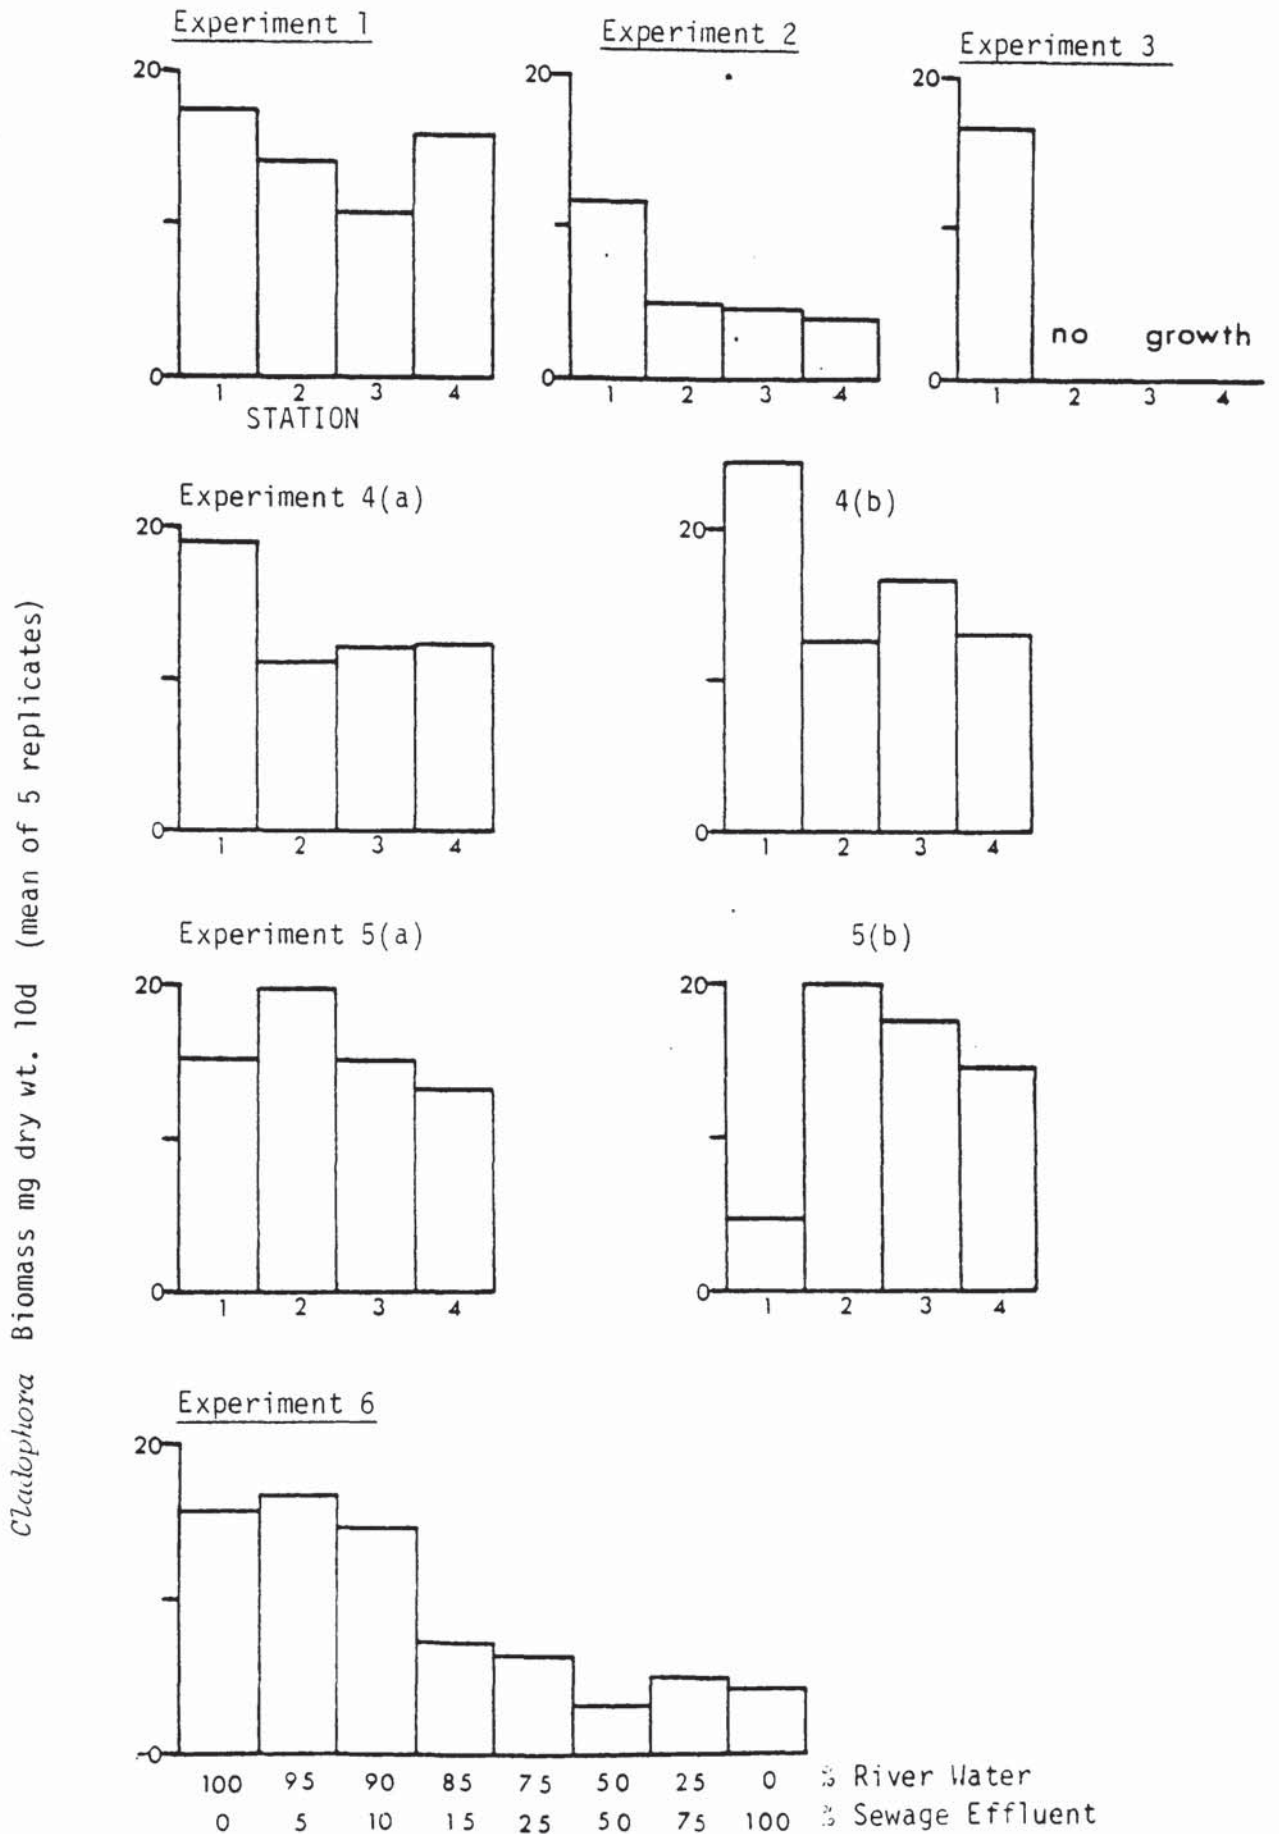 Experiment 1
Experiment 2
Experiment 3
20
0
1 2 3 4
STATION
20
0
1 2 3 4
20
0
no growth
1 2 3 4
Experiment 4(a)
20
0
1 2 3 4
4(b)
20
0
1 2 3 4
Cladophora Biomass mg dry wt. 10d (mean of 5 replicates)
Experiment 5(a)
20
0
1 2 3 4
5(b)
20
0
1 2 3 4
Experiment 6
20
0
100 95 90 85 75 50 25 0 % River Water
0 5 10 15 25 50 75 100 % Sewage Effluent